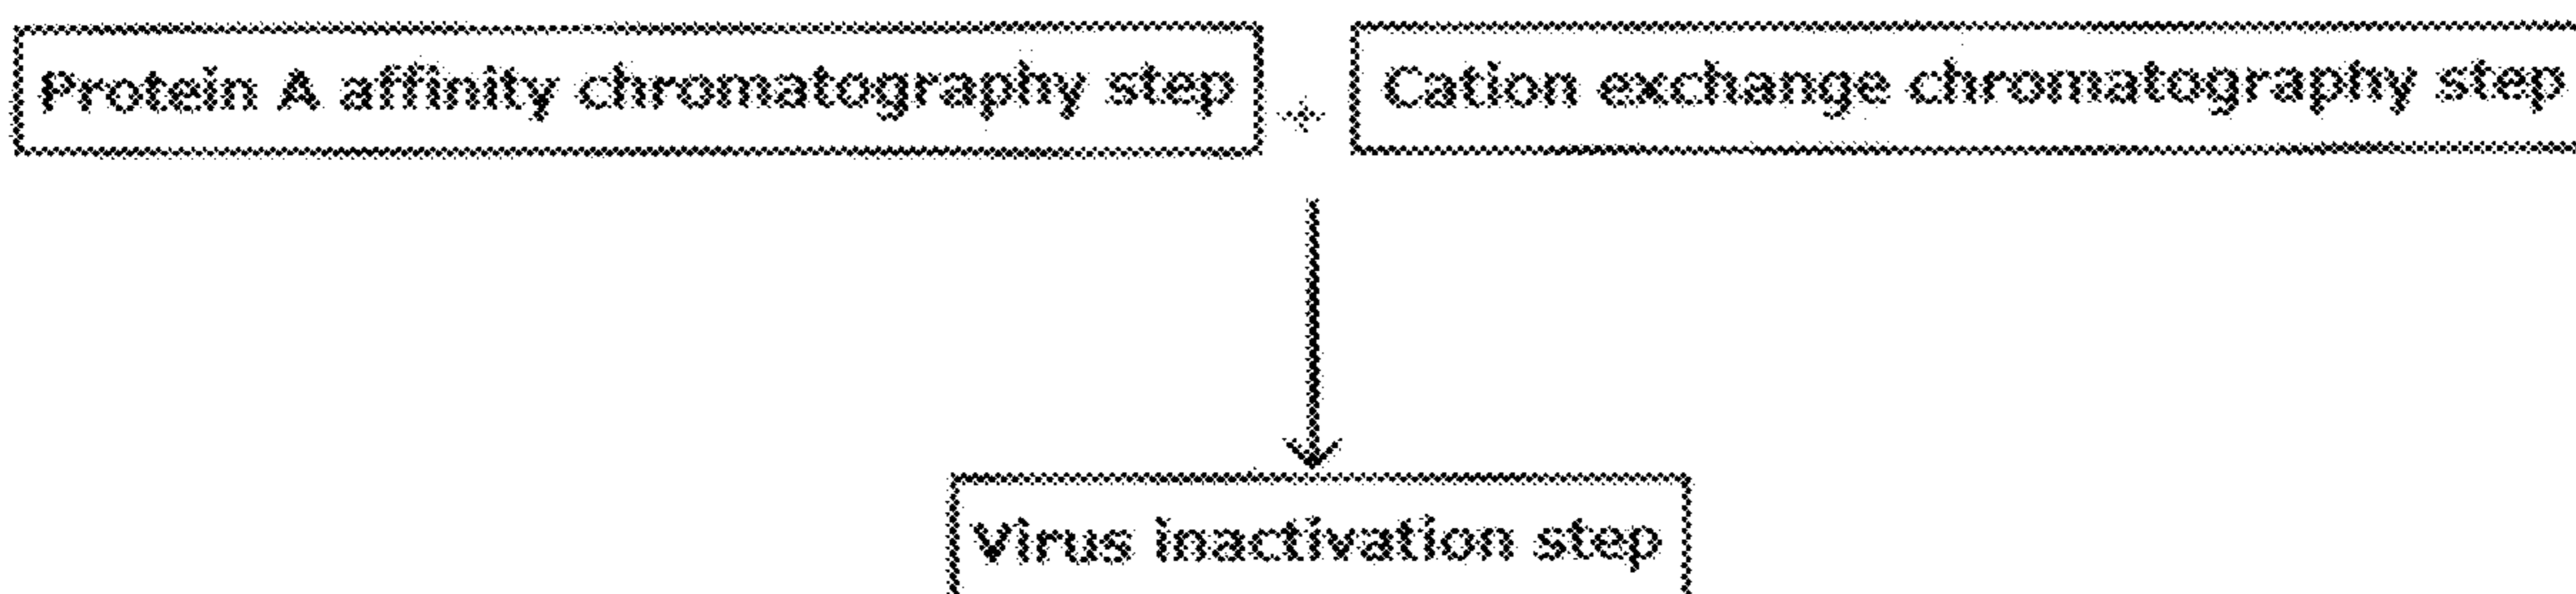 Protein A affinity chromatography step + Cation exchange chromatography step
Virus inactivation step